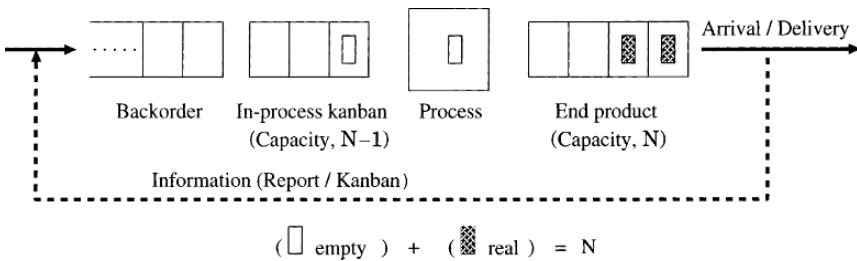 Arrival / Delivery
Backorder
In-process kanban
(Capacity, N−1)
Process
End product
(Capacity, N)
Information (Report / Kanban)
( empty ) + ( real ) = N